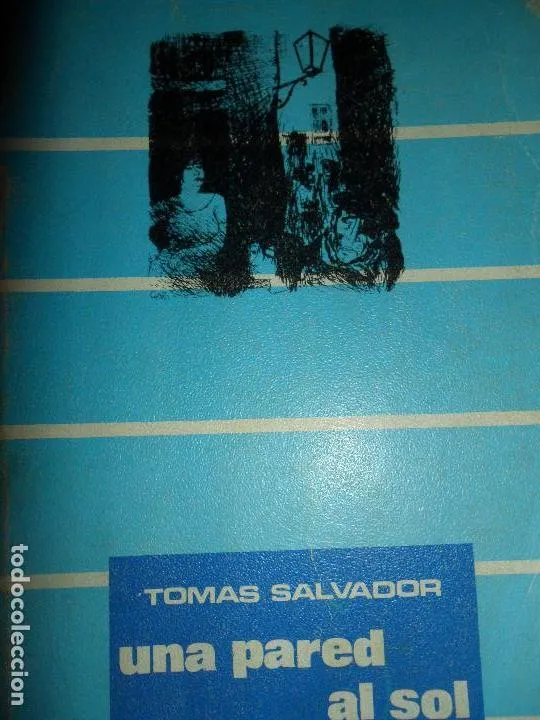 TOMAS SALVADOR
una pared
al sol
todocoleccion